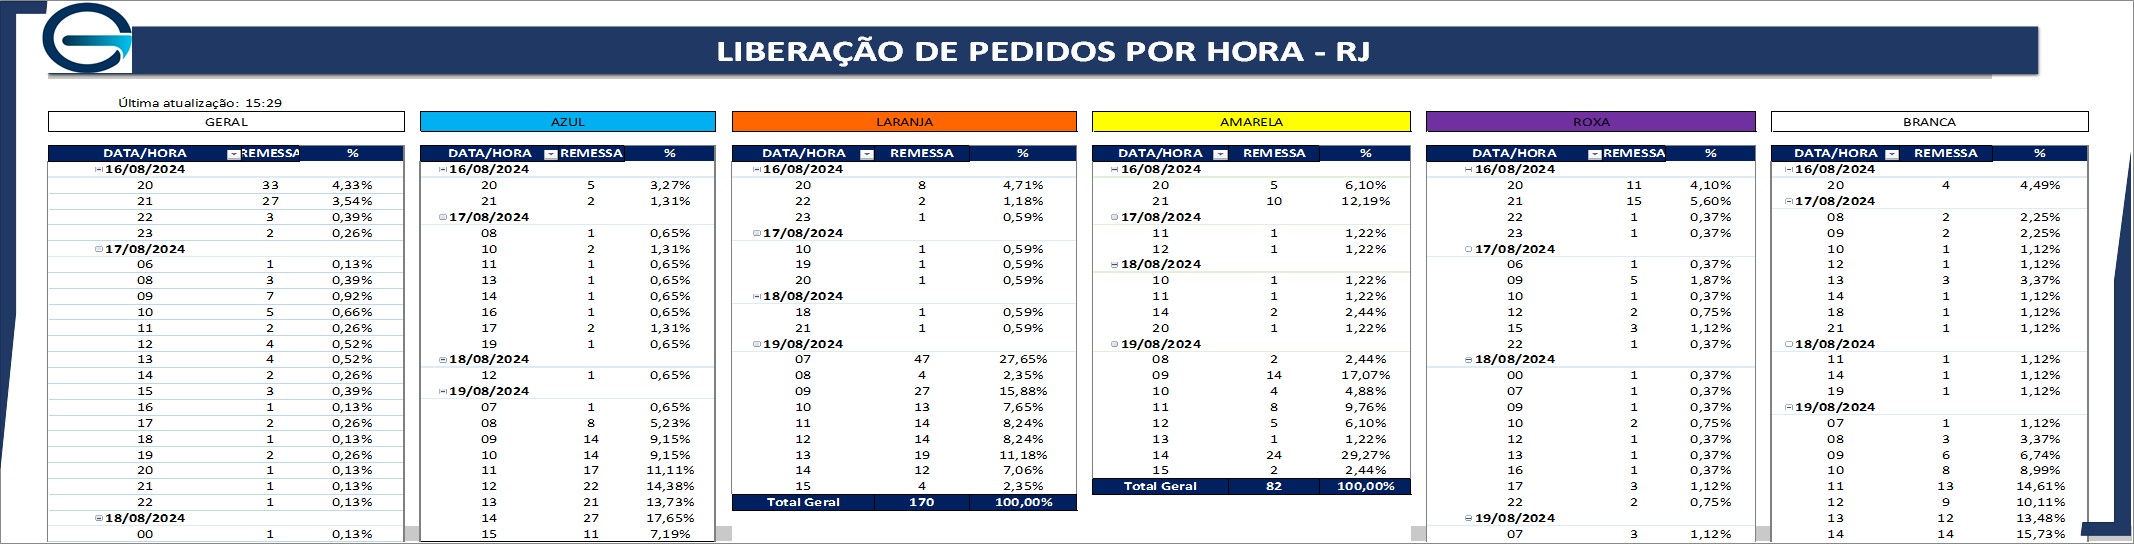 LIBERAÇÃO DE PEDIDOS POR HORA - RJ
Última atualização: 15:29
GERAL
DATA/HORA REMESSA %
16/08/2024
20 33 4,33%
21 27 3,54%
22 3 0,39%
23 2 0,26%
17/08/2024
06 1 0,13%
08 3 0,39%
09 7 0,92%
10 5 0,66%
11 2 0,26%
12 4 0,52%
13 4 0,52%
14 2 0,26%
15 3 0,39%
16 1 0,13%
17 2 0,26%
18 1 0,13%
19 2 0,26%
20 1 0,13%
21 1 0,13%
22 1 0,13%
18/08/2024
00 1 0,13%
AZUL
DATA/HORA REMESSA %
16/08/2024
20 5 3,27%
21 2 1,31%
17/08/2024
08 1 0,65%
10 2 1,31%
11 1 0,65%
13 1 0,65%
14 1 0,65%
16 1 0,65%
17 2 1,31%
19 1 0,65%
18/08/2024
12 1 0,65%
19/08/2024
07 1 0,65%
08 8 5,23%
09 14 9,15%
10 14 9,15%
11 17 11,11%
12 22 14,38%
13 21 13,73%
14 27 17,65%
15 11 7,19%
LARANJA
DATA/HORA REMESSA %
16/08/2024
20 8 4,71%
22 2 1,18%
23 1 0,59%
17/08/2024
10 1 0,59%
19 1 0,59%
20 1 0,59%
18/08/2024
18 1 0,59%
21 1 0,59%
19/08/2024
07 47 27,65%
08 4 2,35%
09 27 15,88%
10 13 7,65%
11 14 8,24%
12 14 8,24%
13 19 11,18%
14 12 7,06%
15 4 2,35%
Total Geral 170 100,00%
AMARELA
DATA/HORA REMESSA %
16/08/2024
20 5 6,10%
21 10 12,19%
17/08/2024
11 1 1,22%
12 1 1,22%
18/08/2024
10 1 1,22%
11 1 1,22%
14 2 2,44%
20 1 1,22%
19/08/2024
08 2 2,44%
09 14 17,07%
10 4 4,88%
11 8 9,76%
12 5 6,10%
13 1 1,22%
14 24 29,27%
15 2 2,44%
Total Geral 82 100,00%
ROXA
DATA/HORA REMESSA %
16/08/2024
20 11 4,10%
21 15 5,60%
22 1 0,37%
23 1 0,37%
17/08/2024
06 1 0,37%
09 5 1,87%
10 1 0,37%
12 2 0,75%
15 3 1,12%
22 1 0,37%
18/08/2024
00 1 0,37%
07 1 0,37%
09 1 0,37%
10 2 0,75%
12 1 0,37%
13 1 0,37%
16 1 0,37%
17 3 1,12%
22 2 0,75%
19/08/2024
07 3 1,12%
BRANCA
DATA/HORA REMESSA %
16/08/2024
20 4 4,49%
17/08/2024
08 2 2,25%
09 2 2,25%
10 1 1,12%
12 1 1,12%
13 3 3,37%
14 1 1,12%
18 1 1,12%
21 1 1,12%
18/08/2024
11 1 1,12%
14 1 1,12%
19 1 1,12%
19/08/2024
07 1 1,12%
08 3 3,37%
09 6 6,74%
10 8 8,99%
11 13 14,61%
12 9 10,11%
13 12 13,48%
14 14 15,73%